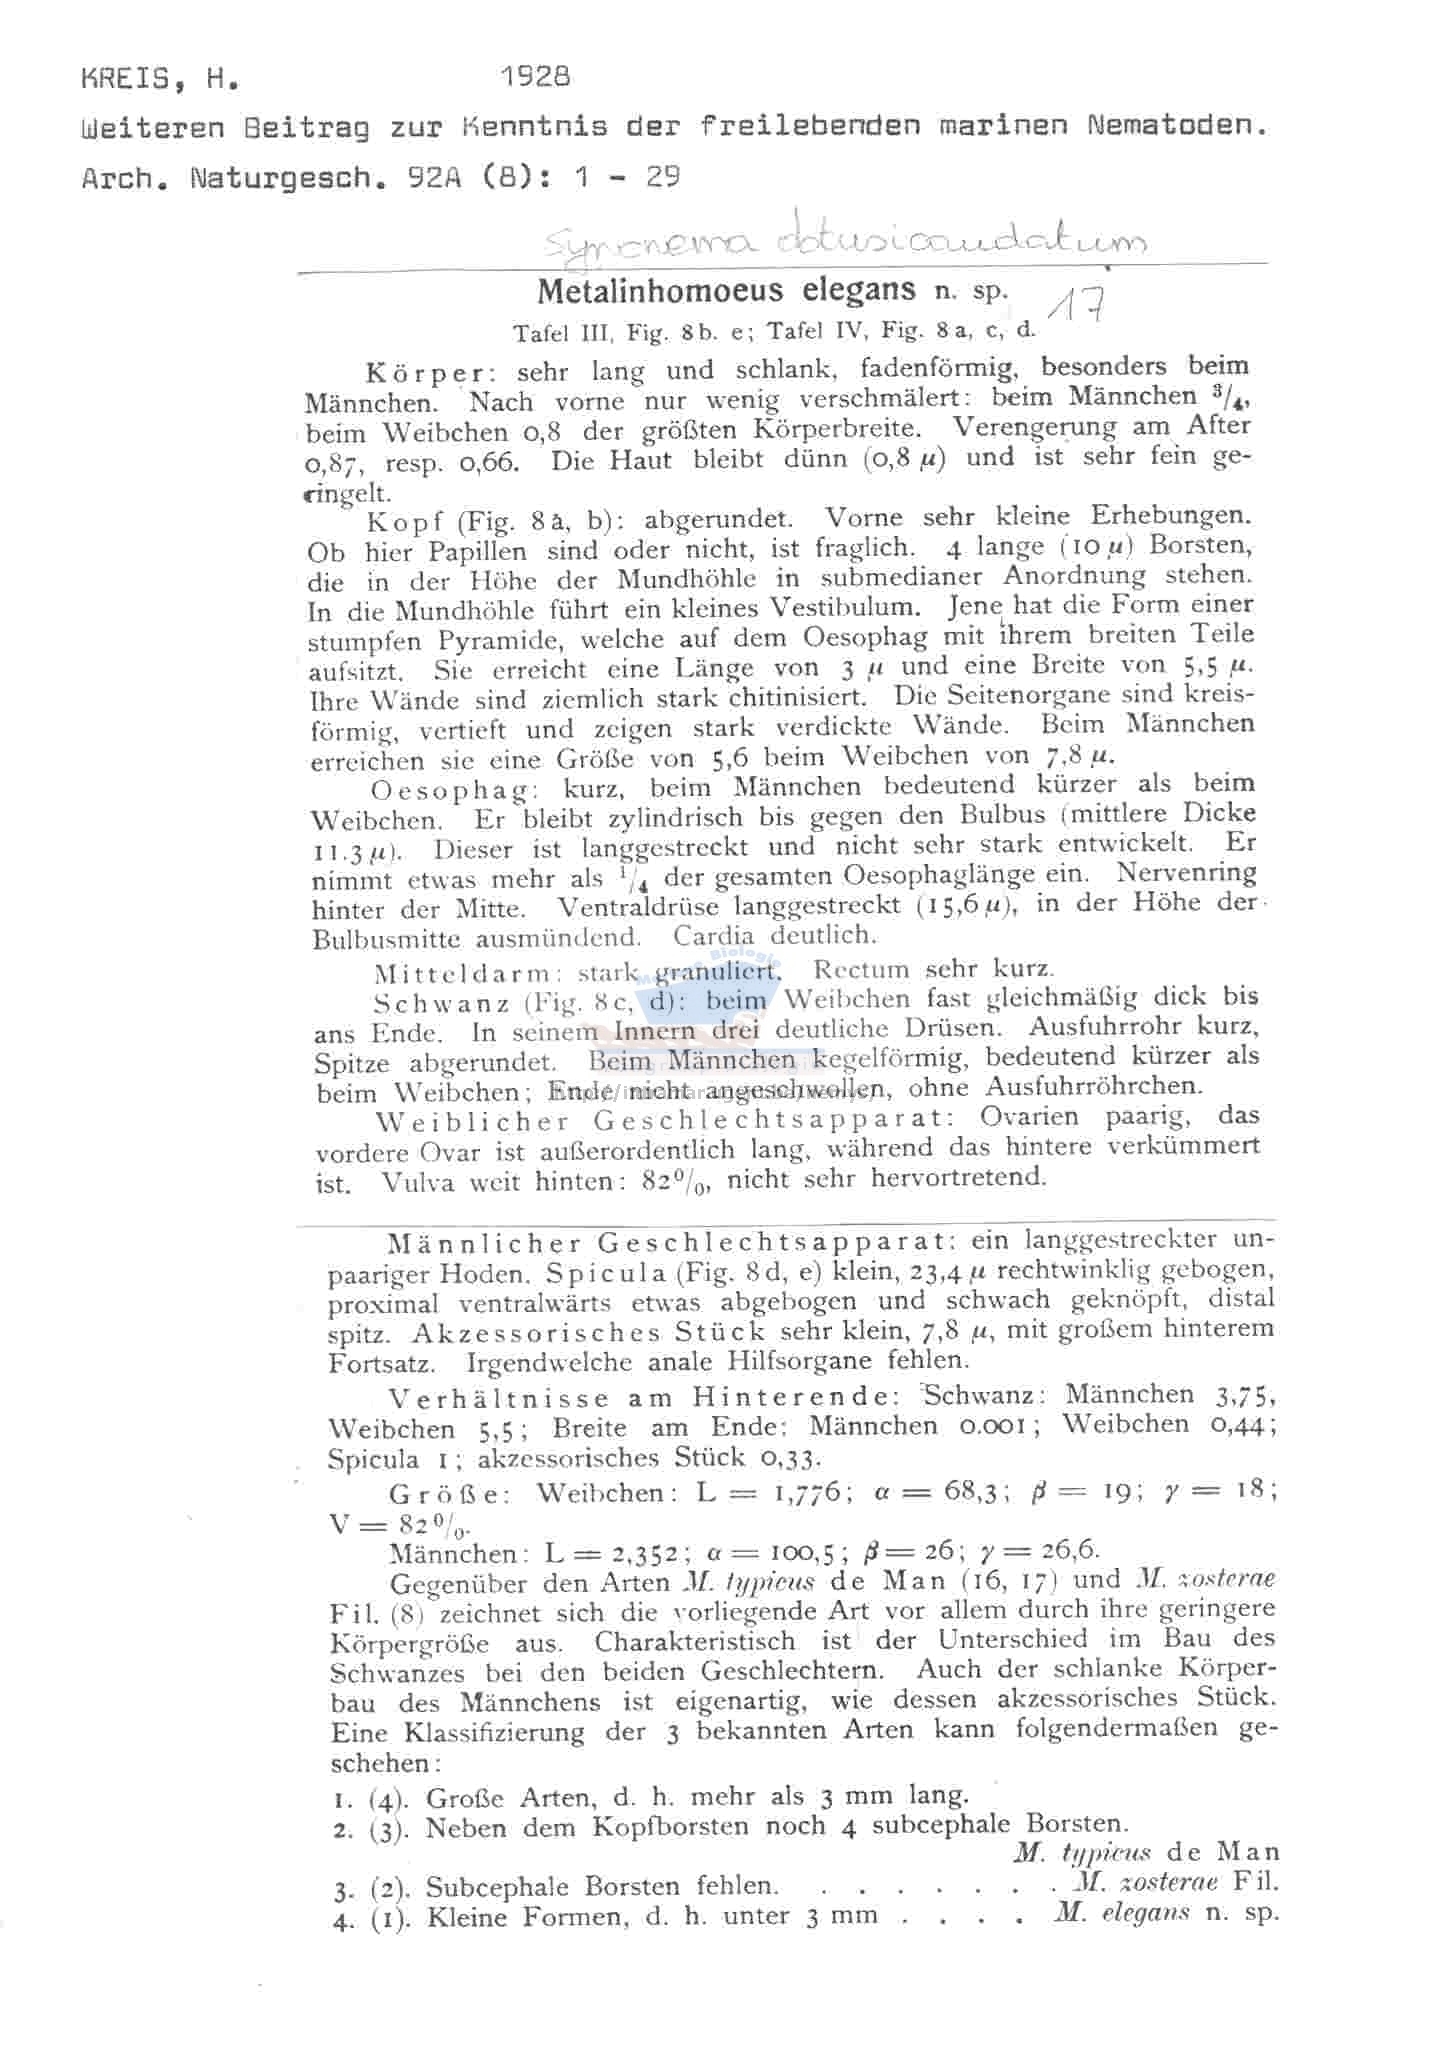 KREIS, H. 1928
Weiteren Beitrag zur Kenntnis der freilebenden marinen Nematoden.
Arch. Naturgesch. 92A (8): 1 - 29
Syncnema obtusicaudatum
Metalinhomoeus elegans n. sp. 17
Tafel III, Fig. 8b. e; Tafel IV, Fig. 8a, c, d.
Körper: sehr lang und schlank, fadenförmig, besonders beim
Männchen. Nach vorne nur wenig verschmälert: beim Männchen 3/4,
beim Weibchen 0,8 der größten Körperbreite. Verengerung am After
0,87, resp. 0,66. Die Haut bleibt dünn (0,8 µ) und ist sehr fein ge-
ringelt.
Kopf (Fig. 8a, b): abgerundet. Vorne sehr kleine Erhebungen.
Ob hier Papillen sind oder nicht, ist fraglich. 4 lange (10 µ) Borsten,
die in der Höhe der Mundhöhle in submedianer Anordnung stehen.
In die Mundhöhle führt ein kleines Vestibulum. Jene hat die Form einer
stumpfen Pyramide, welche auf dem Oesophag mit ihrem breiten Teile
aufsitzt. Sie erreicht eine Länge von 3 µ und eine Breite von 5,5 µ.
Ihre Wände sind ziemlich stark chitinisiert. Die Seitenorgane sind kreis-
förmig, vertieft und zeigen stark verdickte Wände. Beim Männchen
erreichen sie eine Größe von 5,6 beim Weibchen von 7,8 µ.
Oesophag: kurz, beim Männchen bedeutend kürzer als beim
Weibchen. Er bleibt zylindrisch bis gegen den Bulbus (mittlere Dicke
11.3 µ). Dieser ist langgestreckt und nicht sehr stark entwickelt. Er
nimmt etwas mehr als 1/4 der gesamten Oesophaglänge ein. Nervenring
hinter der Mitte. Ventraldrüse langgestreckt (15,6 µ), in der Höhe der
Bulbusmitte ausmündend. Cardia deutlich.
Mitteldarm: stark granuliert. Rectum sehr kurz.
Schwanz (Fig. 8c, d): beim Weibchen fast gleichmäßig dick bis
ans Ende. In seinem Innern drei deutliche Drüsen. Ausfuhrrohr kurz,
Spitze abgerundet. Beim Männchen kegelförmig, bedeutend kürzer als
beim Weibchen; Ende nicht angeschwollen, ohne Ausfuhrröhrchen.
Weiblicher Geschlechtsapparat: Ovarien paarig, das
vordere Ovar ist außerordentlich lang, während das hintere verkümmert
ist. Vulva weit hinten: 82%, nicht sehr hervortretend.
Männlicher Geschlechtsapparat: ein langgestreckter un-
paariger Hoden. Spicula (Fig. 8d, e) klein, 23,4 µ rechtwinklig gebogen,
proximal ventralwärts etwas abgebogen und schwach geknöpft, distal
spitz. Akzessorisches Stück sehr klein, 7,8 µ, mit großem hinterem
Fortsatz. Irgendwelche anale Hilfsorgane fehlen.
Verhältnisse am Hinterende: Schwanz: Männchen 3,75,
Weibchen 5,5; Breite am Ende: Männchen 0.001; Weibchen 0,44;
Spicula 1; akzessorisches Stück 0,33.
Größe: Weibchen: L = 1,776; α = 68,3; β = 19; γ = 18;
V = 82%.
Männchen: L = 2,352; α = 100,5; β = 26; γ = 26,6.
Gegenüber den Arten M. typicus de Man (16, 17) und M. zosterae
Fil. (8) zeichnet sich die vorliegende Art vor allem durch ihre geringere
Körpergröße aus. Charakteristisch ist der Unterschied im Bau des
Schwanzes bei den beiden Geschlechtern. Auch der schlanke Körper-
bau des Männchens ist eigenartig, wie dessen akzessorisches Stück.
Eine Klassifizierung der 3 bekannten Arten kann folgendermaßen ge-
schehen:
1. (4). Große Arten, d. h. mehr als 3 mm lang.
2. (3). Neben dem Kopfborsten noch 4 subcephale Borsten.
M. typicus de Man
3. (2). Subcephale Borsten fehlen. . . . . . . . M. zosterae Fil.
4. (1). Kleine Formen, d. h. unter 3 mm . . . . M. elegans n. sp.